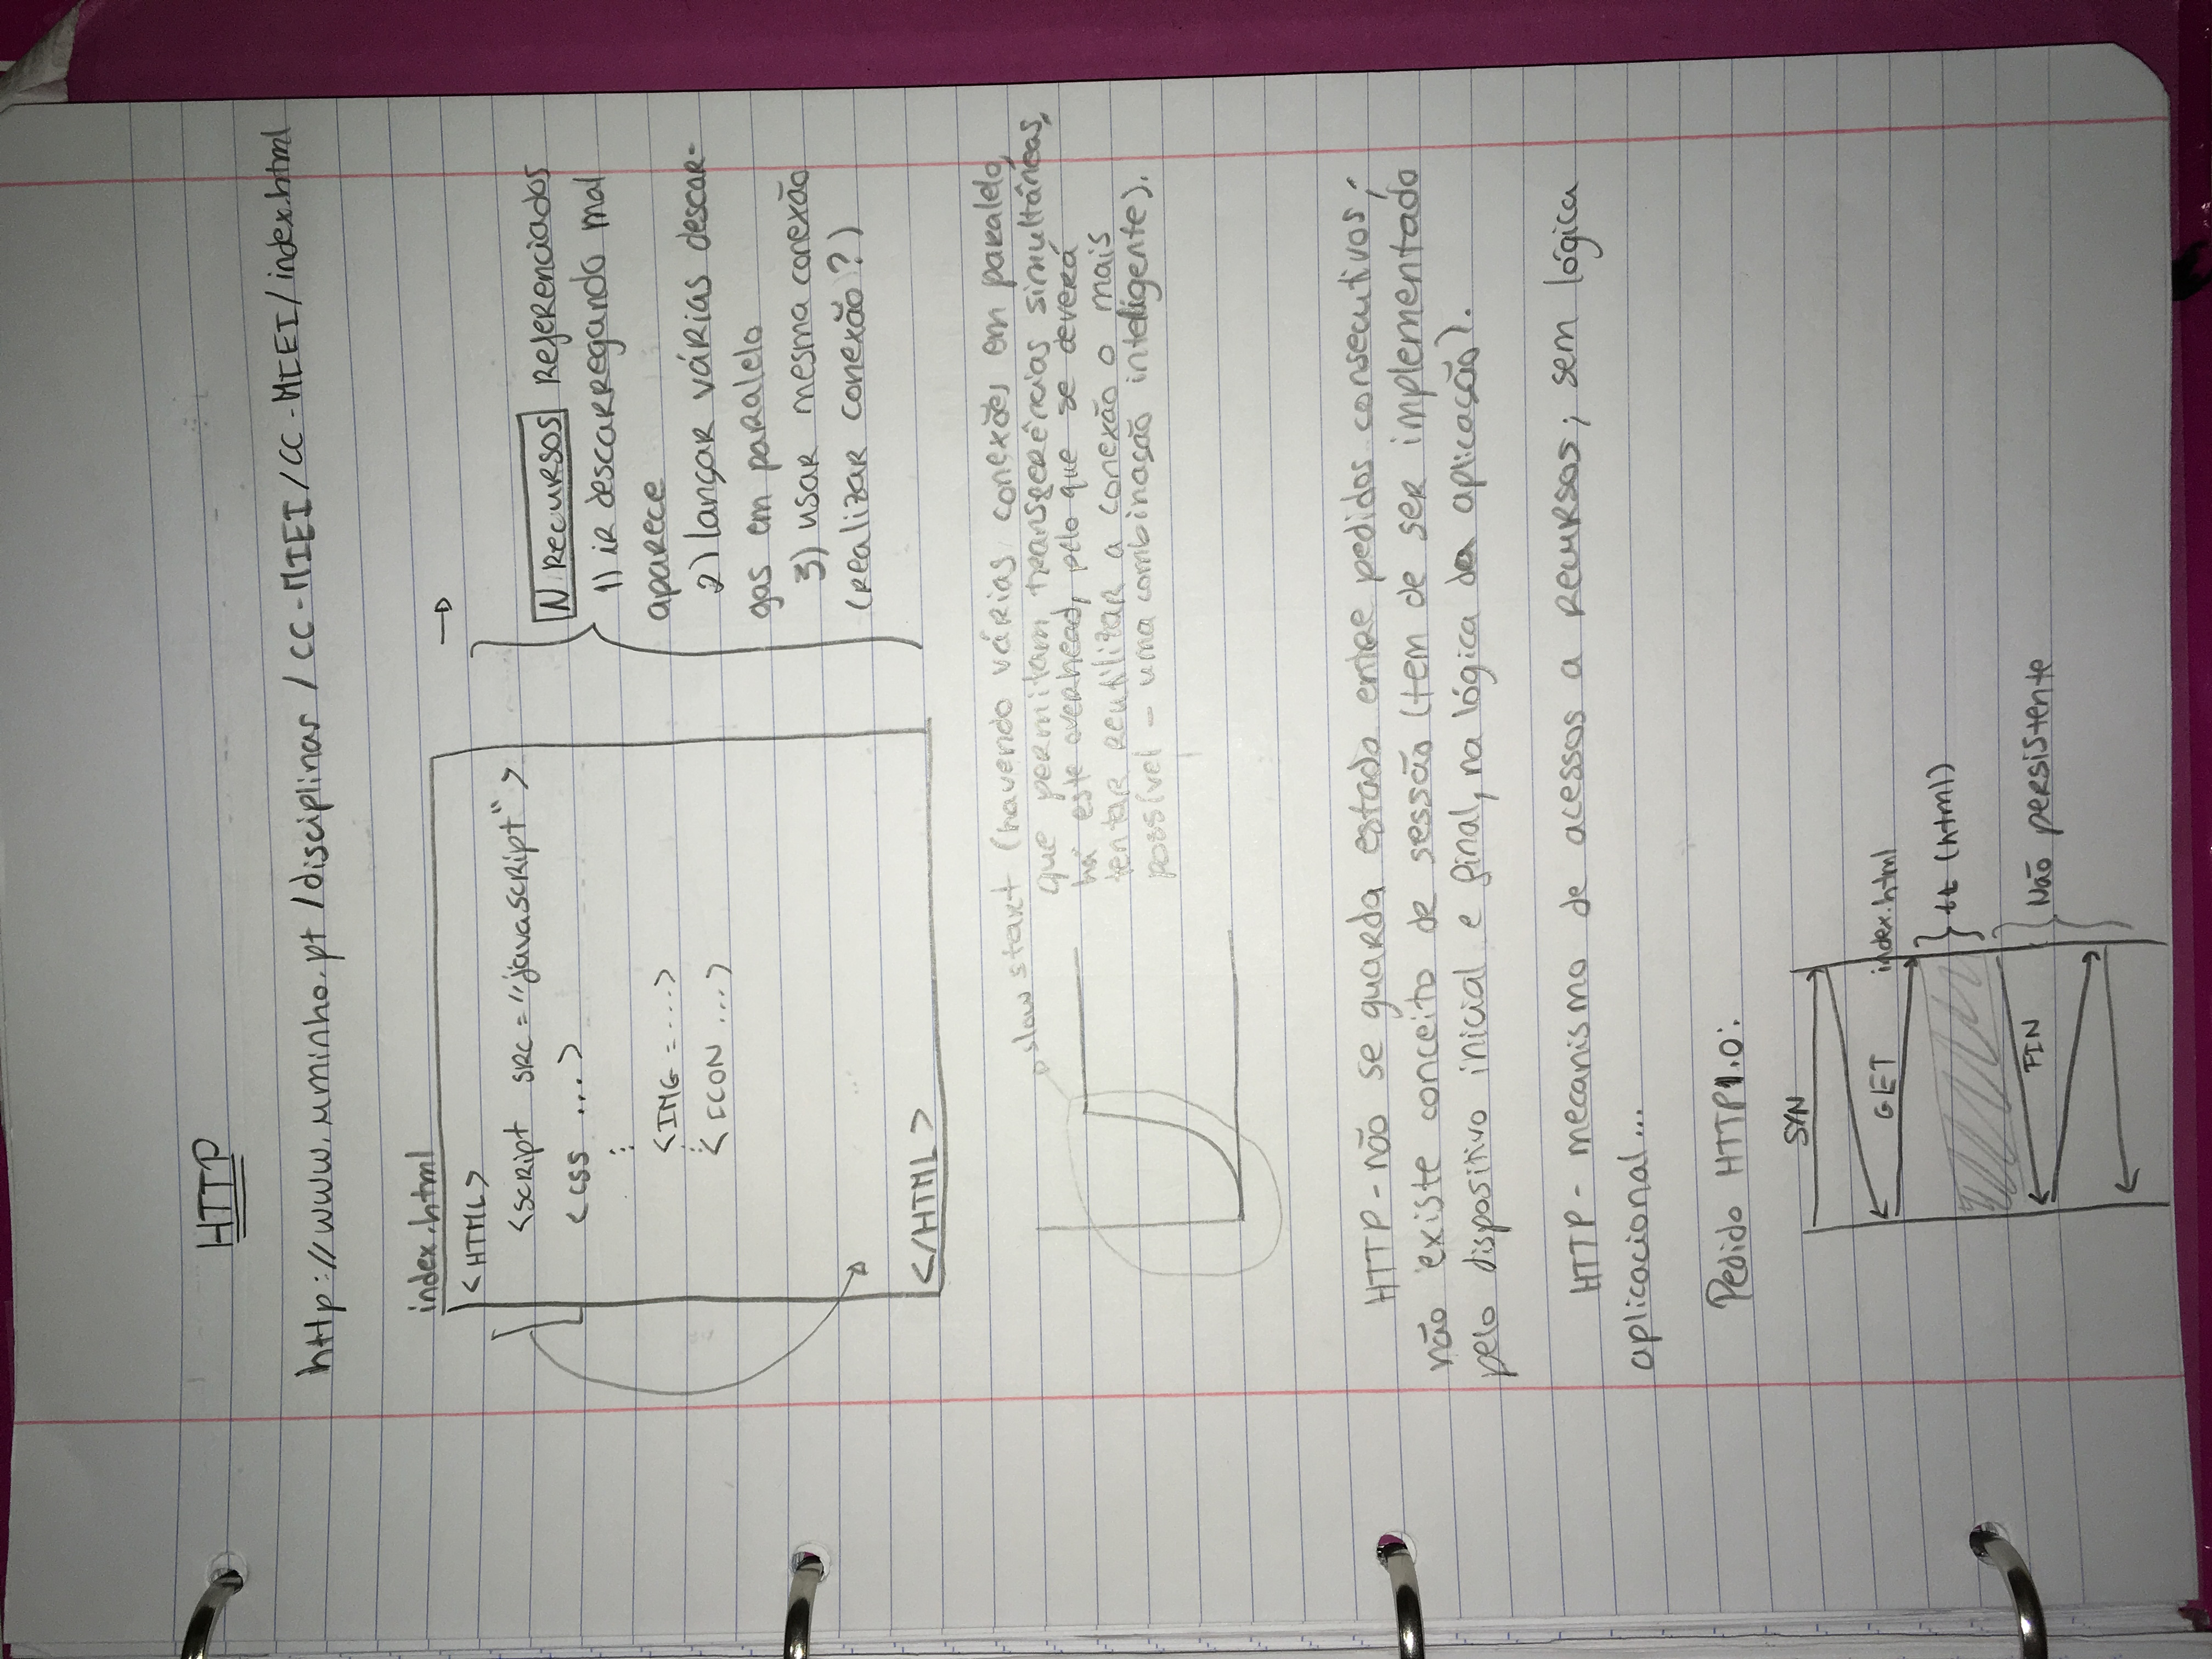 HTTP
http://www.uminho.pt/disciplinas/CC-MIEI/CC-MIEI/index.html
index.html
<HTML>
<script src="javascript">
<css ...>
<IMG = ....>
<ICON ...>
</HTML>
N Recursos Referenciados
1) ir descarregando mal
aparece
2) lançar várias descar-
gas em paralelo
3) usar mesma conexão
(realizar conexão?)
slow start (havendo várias conexões em paralelo,
que permitam transferências simultâneas,
há este overhead, pelo que se deverá
tentar reutilizar a conexão o mais
possível - uma combinação inteligente).
HTTP - não se guarda estado entre pedidos consecutivos;
não existe conceito de sessão (tem de ser implementado
pelo dispositivo inicial e final, na lógica da aplicação).
HTTP - mecanismo de acessos a recursos; sem lógica
aplicacional...
Pedido HTTP1.0:
SYN
GET index.html
tt (html)
FIN
Não persistente